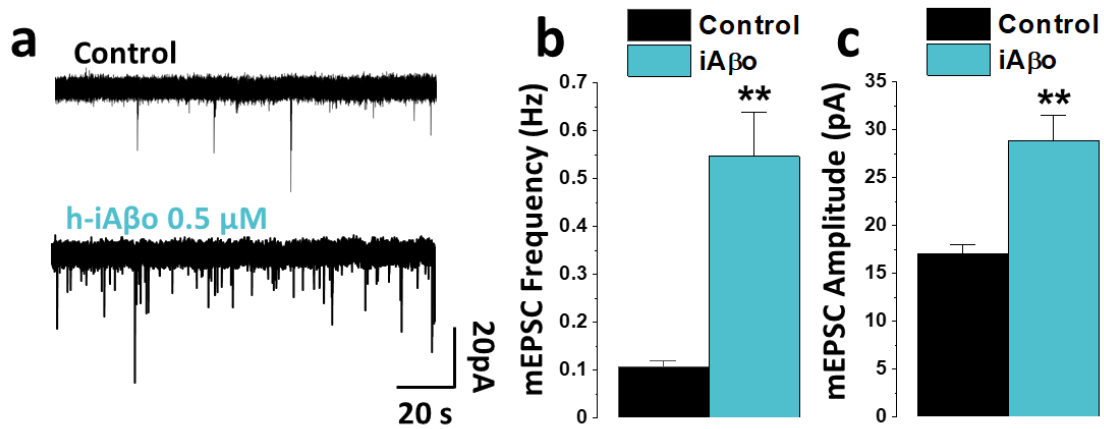 a
Control
h-iAβo 0.5 μM
20pA
20 s
b
Control
iAβo
mEPSC Frequency (Hz)
0.7
0.6
0.5
0.4
0.3
0.2
0.1
0
**
c
Control
iAβo
mEPSC Amplitude (pA)
35
30
25
20
15
10
5
0
**